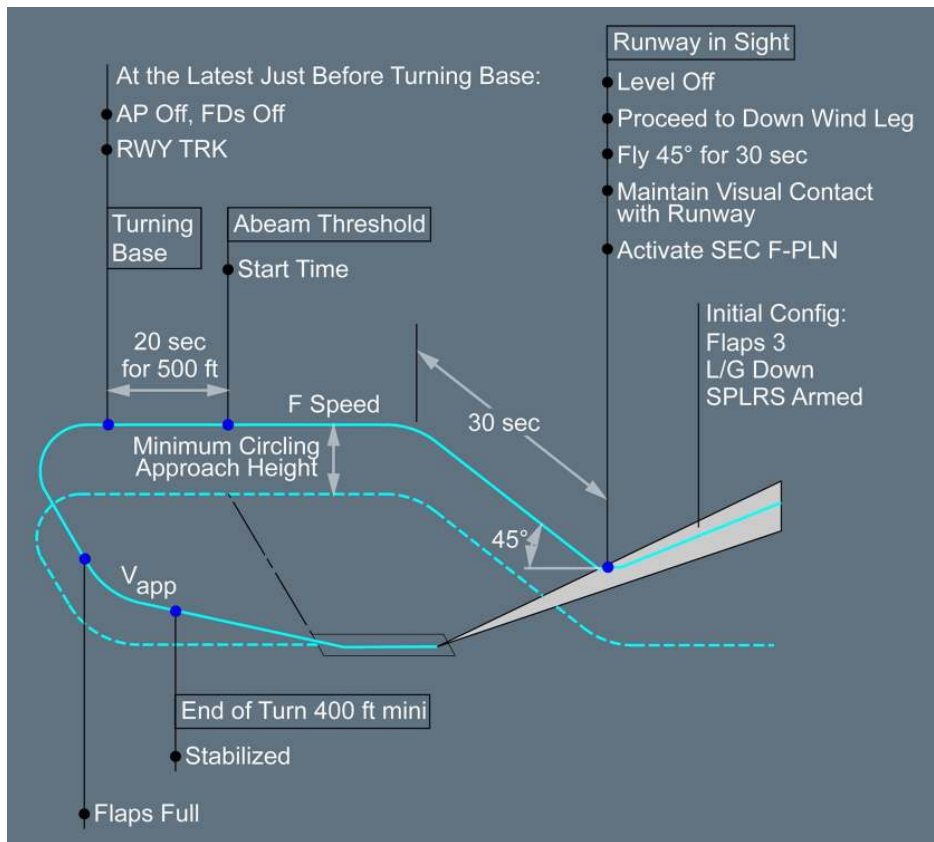 At the Latest Just Before Turning Base:
AP Off, FDs Off
RWY TRK
Turning
Base
Abeam Threshold
Start Time
20 sec
for 500 ft
Runway in Sight
Level Off
Proceed to Down Wind Leg
Fly 45° for 30 sec
Maintain Visual Contact
with Runway
Activate SEC F-PLN
Initial Config:
Flaps 3
L/G Down
SPLRS Armed
F Speed
30 sec
Minimum Circling
Approach Height
45°
Vapp
End of Turn 400 ft mini
Stabilized
Flaps Full